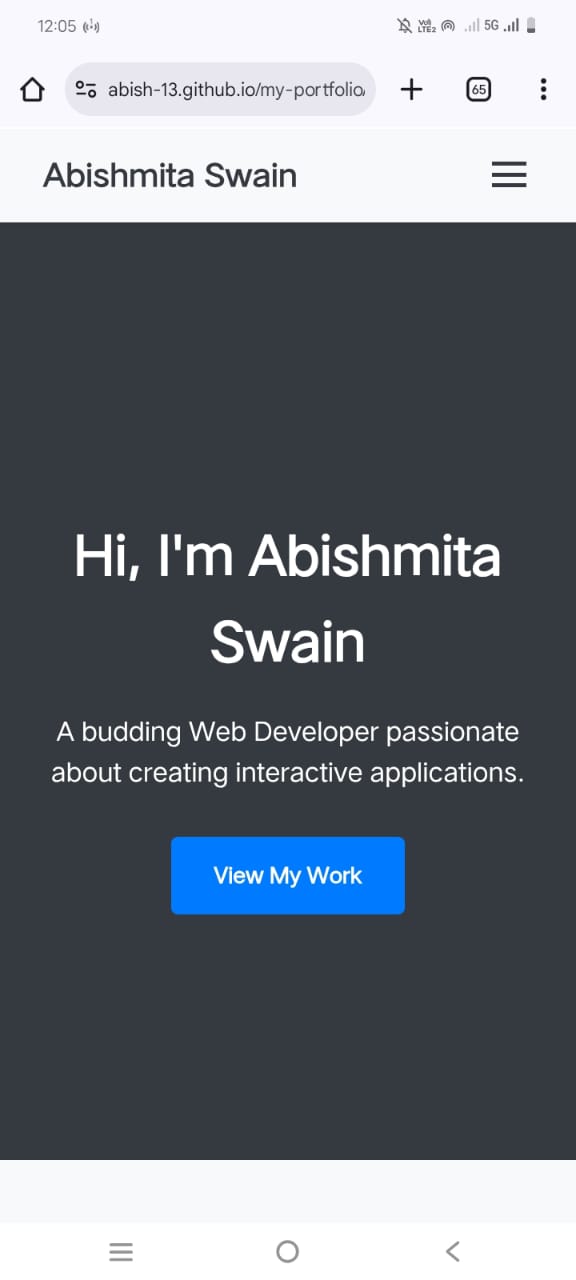 12:05
VoI 5G
LTE2
abish-13.github.io/my-portfolio/
65
Abishmita Swain
Hi, I'm Abishmita
Swain
A budding Web Developer passionate
about creating interactive applications.
View My Work